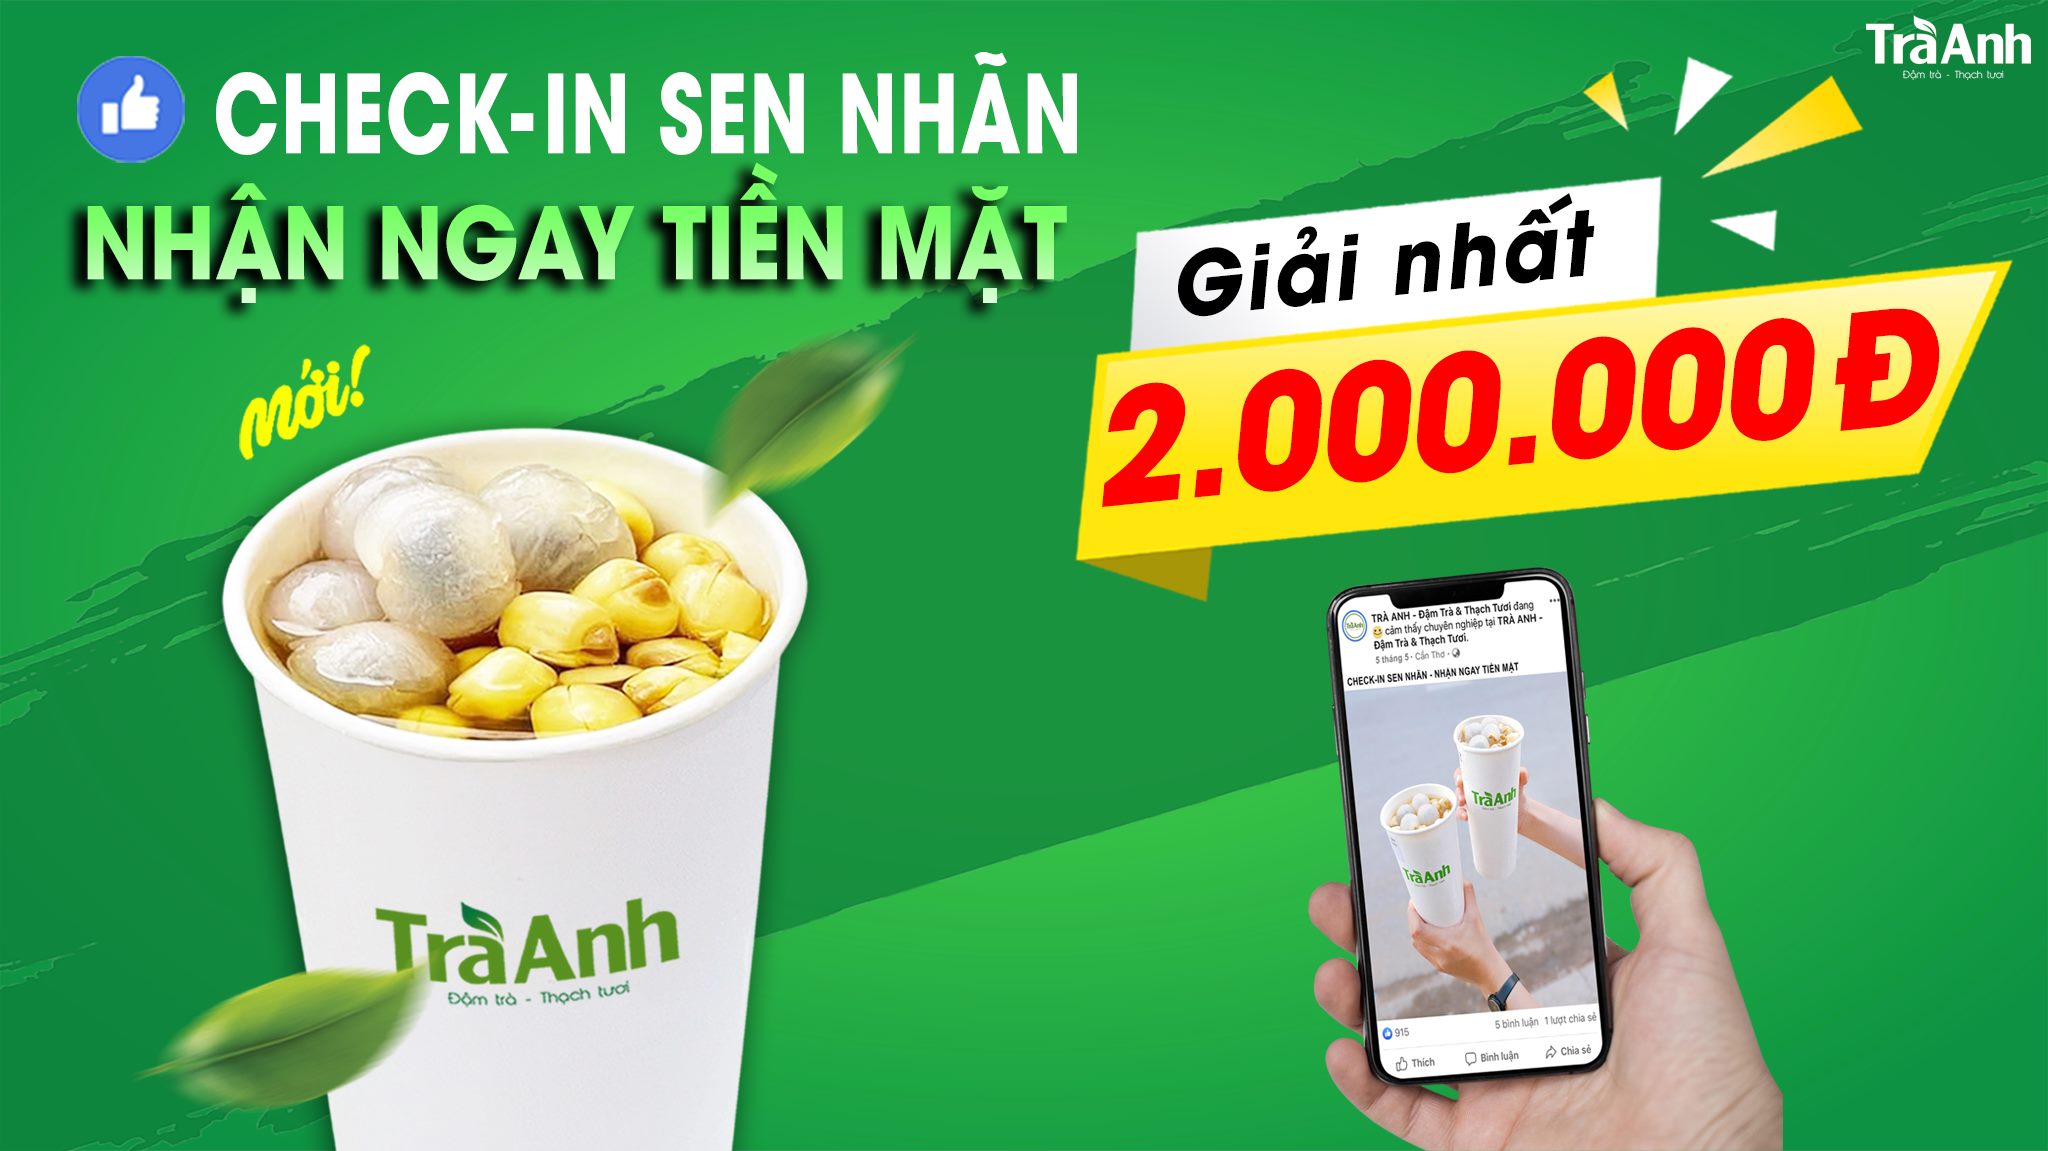 CHECK-IN SEN NHÃN
NHẬN NGAY TIỀN MẶT
TràAnh
Đậm trà - Thạch tươi
Giải nhất
2.000.000 Đ
mới!
TràAnh
Đậm trà - Thạch tươi
TràAnh
TRÀ ANH - Đậm Trà & Thạch Tươi đang
cảm thấy chuyên nghiệp tại TRÀ ANH -
Đậm Trà & Thạch Tươi.
5 tháng 5 · Cần Thơ ·
CHECK-IN SEN NHÃN - NHẬN NGAY TIỀN MẶT
TràAnh
TràAnh
915
5 bình luận 1 lượt chia sẻ
Thích
Bình luận
Chia sẻ